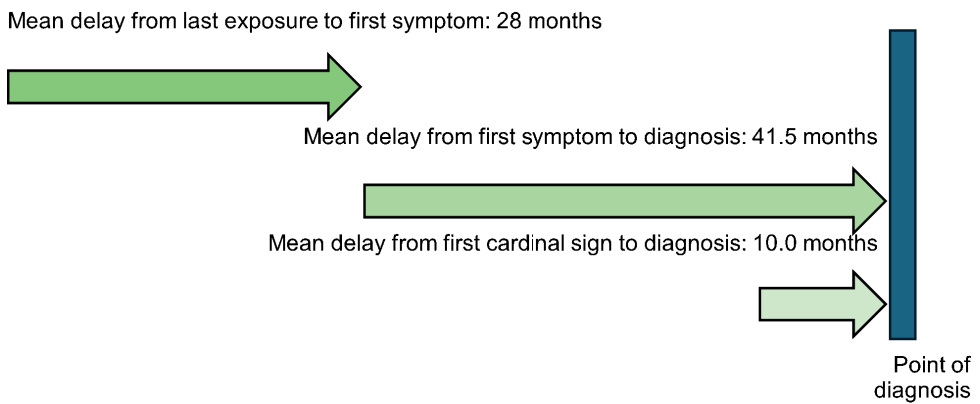 Mean delay from last exposure to first symptom: 28 months
Mean delay from first symptom to diagnosis: 41.5 months
Mean delay from first cardinal sign to diagnosis: 10.0 months
Point of
diagnosis